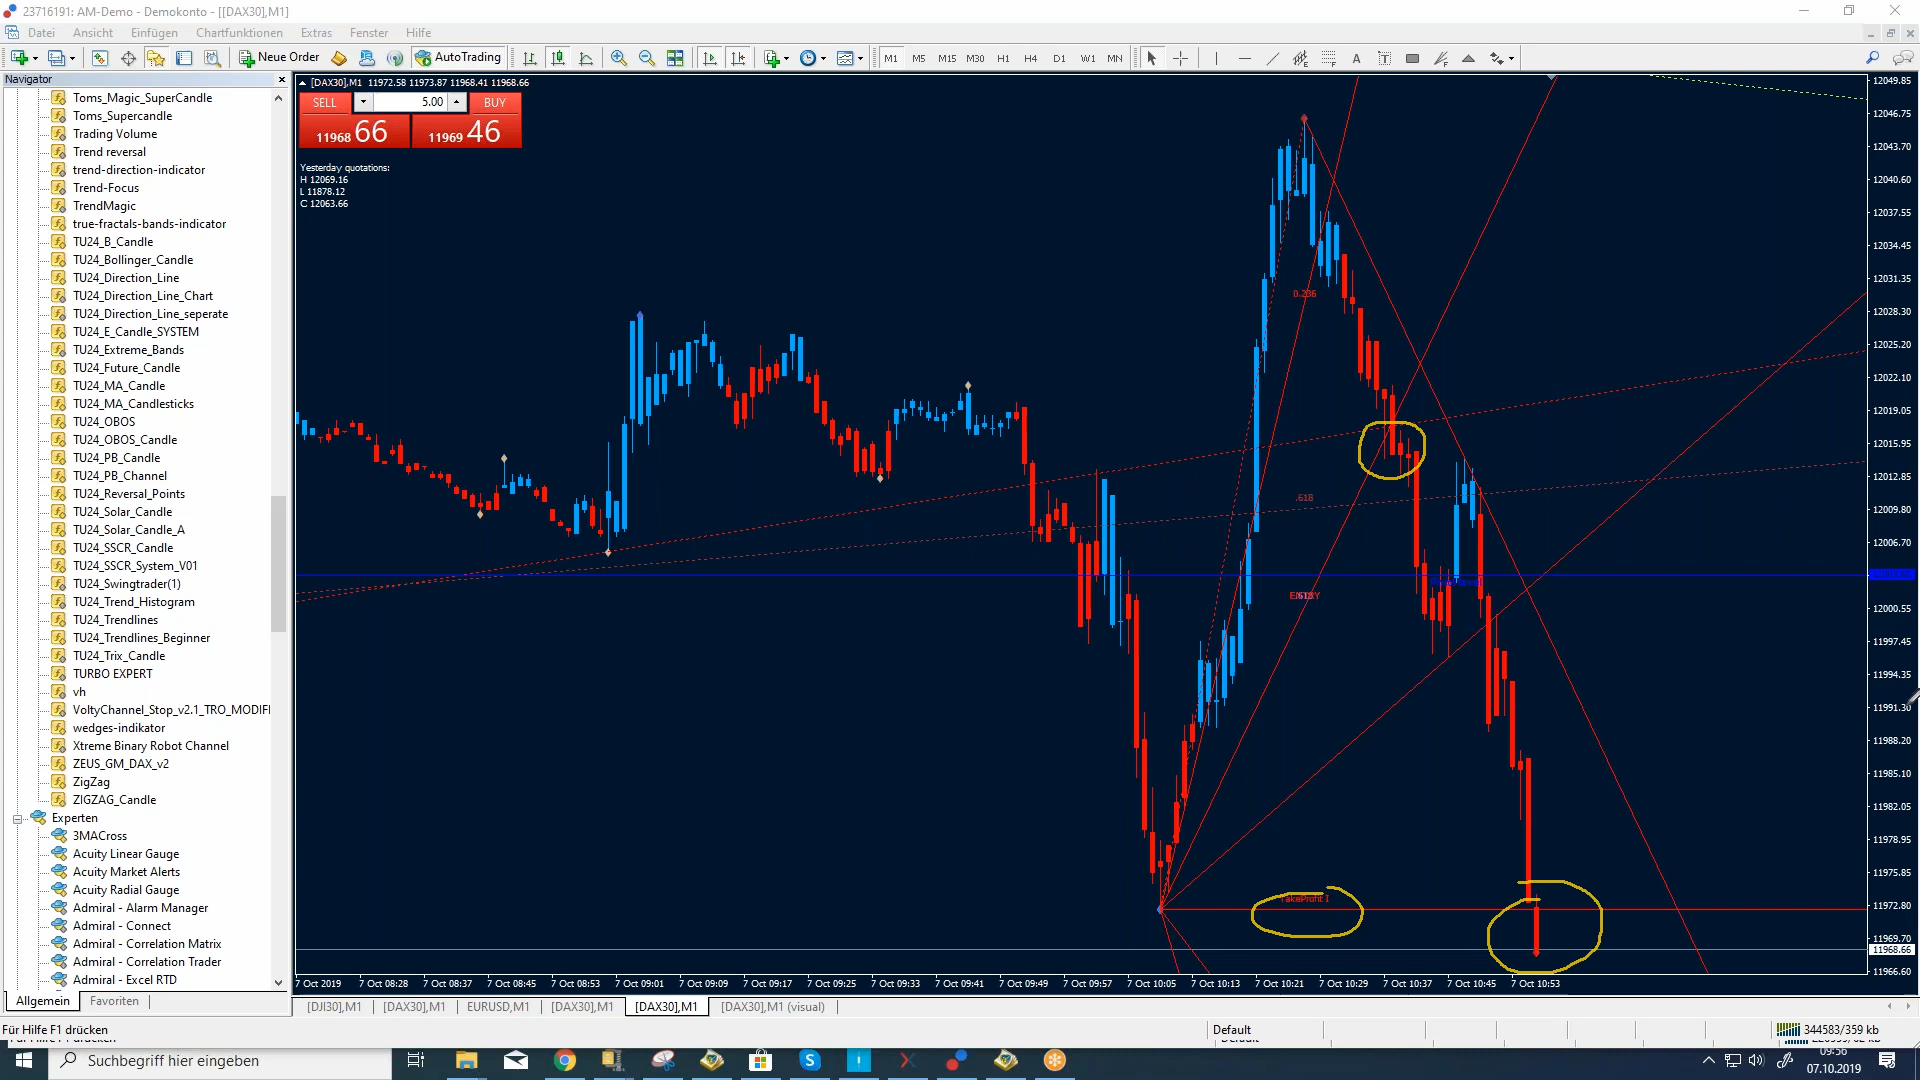 23716191: AM-Demo - Demokonto - [[DAX30],M1]
Datei Ansicht Einfügen Chartfunktionen Extras Fenster Hilfe
Neue Order AutoTrading M1 M5 M15 M30 H1 H4 D1 W1 MN A T
Navigator
Toms_Magic_SuperCandle
Toms_Supercandle
Trading Volume
Trend reversal
trend-direction-indicator
Trend-Focus
TrendMagic
true-fractals-bands-indicator
TU24_B_Candle
TU24_Bollinger_Candle
TU24_Direction_Line
TU24_Direction_Line_Chart
TU24_Direction_Line_seperate
TU24_E_Candle_SYSTEM
TU24_Extreme_Bands
TU24_Future_Candle
TU24_MA_Candle
TU24_MA_Candlesticks
TU24_OBOS
TU24_OBOS_Candle
TU24_PB_Candle
TU24_PB_Channel
TU24_Reversal_Points
TU24_Solar_Candle
TU24_Solar_Candle_A
TU24_SSCR_Candle
TU24_SSCR_System_V01
TU24_Swingtrader(1)
TU24_Trend_Histogram
TU24_Trendlines
TU24_Trendlines_Beginner
TU24_Trix_Candle
TURBO EXPERT
vh
VoltyChannel_Stop_v2.1_TRO_MODIFI
wedges-indikator
Xtreme Binary Robot Channel
ZEUS_GM_DAX_v2
ZigZag
ZIGZAG_Candle
Experten
3MACross
Acuity Linear Gauge
Acuity Market Alerts
Acuity Radial Gauge
Admiral - Alarm Manager
Admiral - Connect
Admiral - Correlation Matrix
Admiral - Correlation Trader
Admiral - Excel RTD
Allgemein Favoriten
[DAX30],M1 11972.58 11973.87 11968.41 11968.66
SELL 5.00 BUY
11968 66 11969 46
Yesterday quotations:
H 12069.16
L 11878.12
C 12063.66
0.236
.618
TakeProfit 1
12049.85
12046.75
12043.70
12040.60
12037.55
12034.45
12031.35
12028.30
12025.20
12022.10
12019.05
12015.95
12012.85
12009.80
12006.70
12000.55
11997.45
11994.35
11991.30
11988.20
11985.10
11982.05
11978.95
11975.85
11972.80
11969.70
11968.66
11966.60
7 Oct 2019 7 Oct 08:28 7 Oct 08:37 7 Oct 08:45 7 Oct 08:53 7 Oct 09:01 7 Oct 09:09 7 Oct 09:17 7 Oct 09:25 7 Oct 09:33 7 Oct 09:41 7 Oct 09:49 7 Oct 09:57 7 Oct 10:05 7 Oct 10:13 7 Oct 10:21 7 Oct 10:29 7 Oct 10:37 7 Oct 10:45 7 Oct 10:53
[DJI30],M1 [DAX30],M1 EURUSD,M1 [DAX30],M1 [DAX30],M1 [DAX30],M1 (visual)
Für Hilfe F1 drücken Default 344583/359 kb
Suchbegriff hier eingeben
09:56
07.10.2019